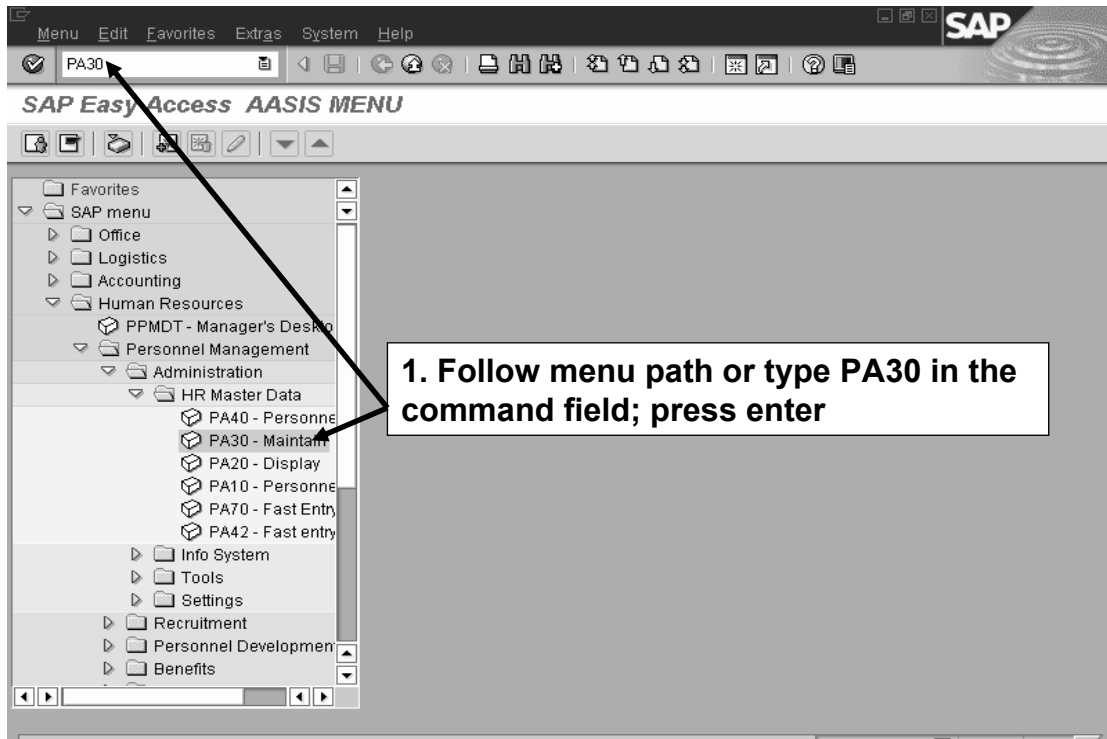 Menu Edit Favorites Extras System Help
SAP
PA30
SAP Easy Access AASIS MENU
Favorites
SAP menu
Office
Logistics
Accounting
Human Resources
PPMDT - Manager's Deskto
Personnel Management
Administration
HR Master Data
PA40 - Personne
PA30 - Maintain
PA20 - Display
PA10 - Personne
PA70 - Fast Entry
PA42 - Fast entry
Info System
Tools
Settings
Recruitment
Personnel Developmen
Benefits
1. Follow menu path or type PA30 in the
command field; press enter